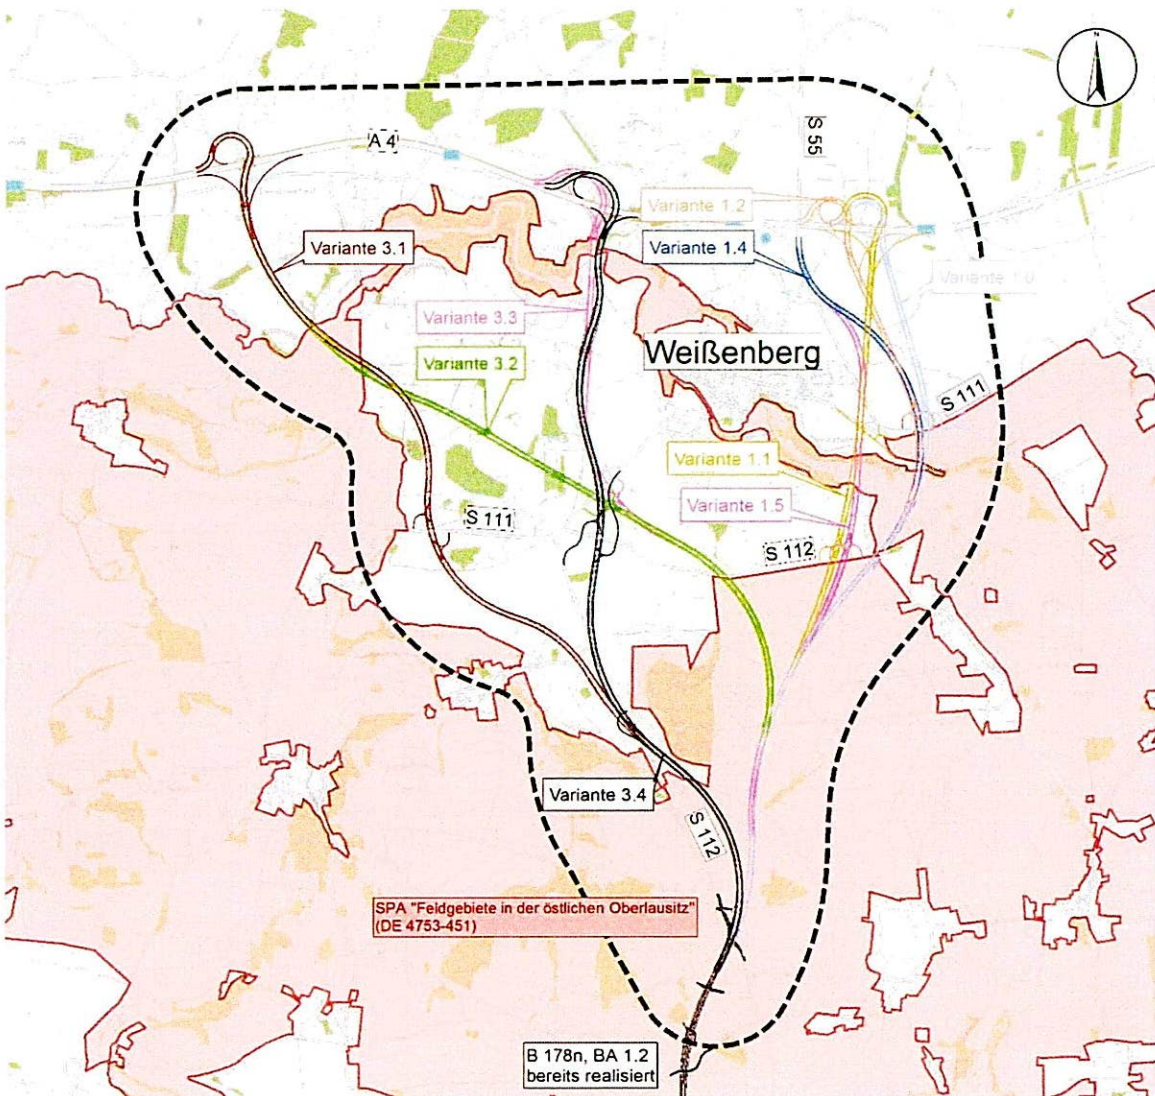 N
A 4
S 55
Variante 1.2
Variante 3.1
Variante 1.4
Variante 1.0
Variante 3.3
Weißenberg
Variante 3.2
S 111
Variante 1.1
Variante 1.5
S 111
S 112
Variante 3.4
S 112
SPA "Feldgebiete in der östlichen Oberlausitz"
(DE 4753-451)
B 178n, BA 1.2
bereits realisiert